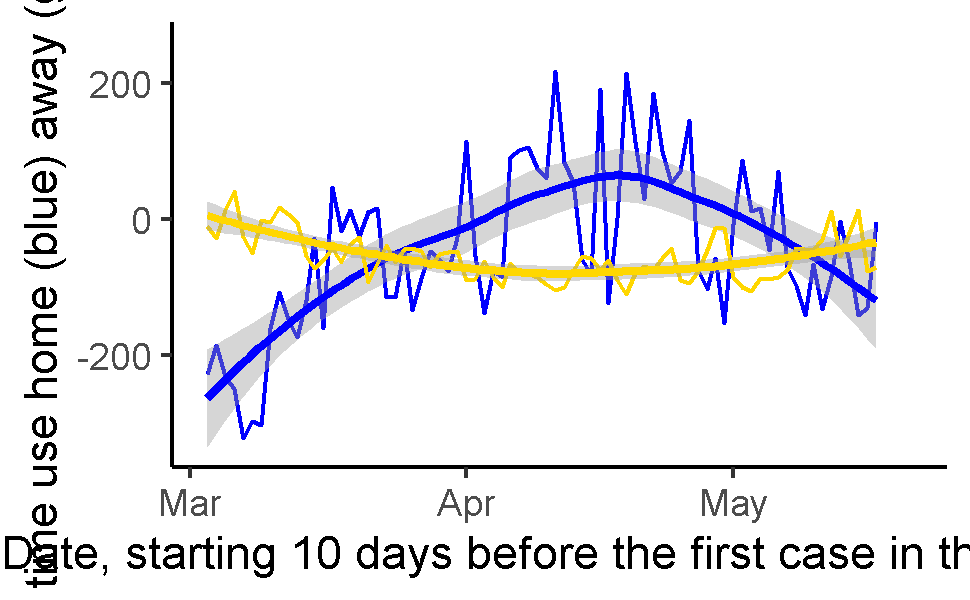 time use home (blue) away (
200
0
-200
Mar Apr May
Date, starting 10 days before the first case in th